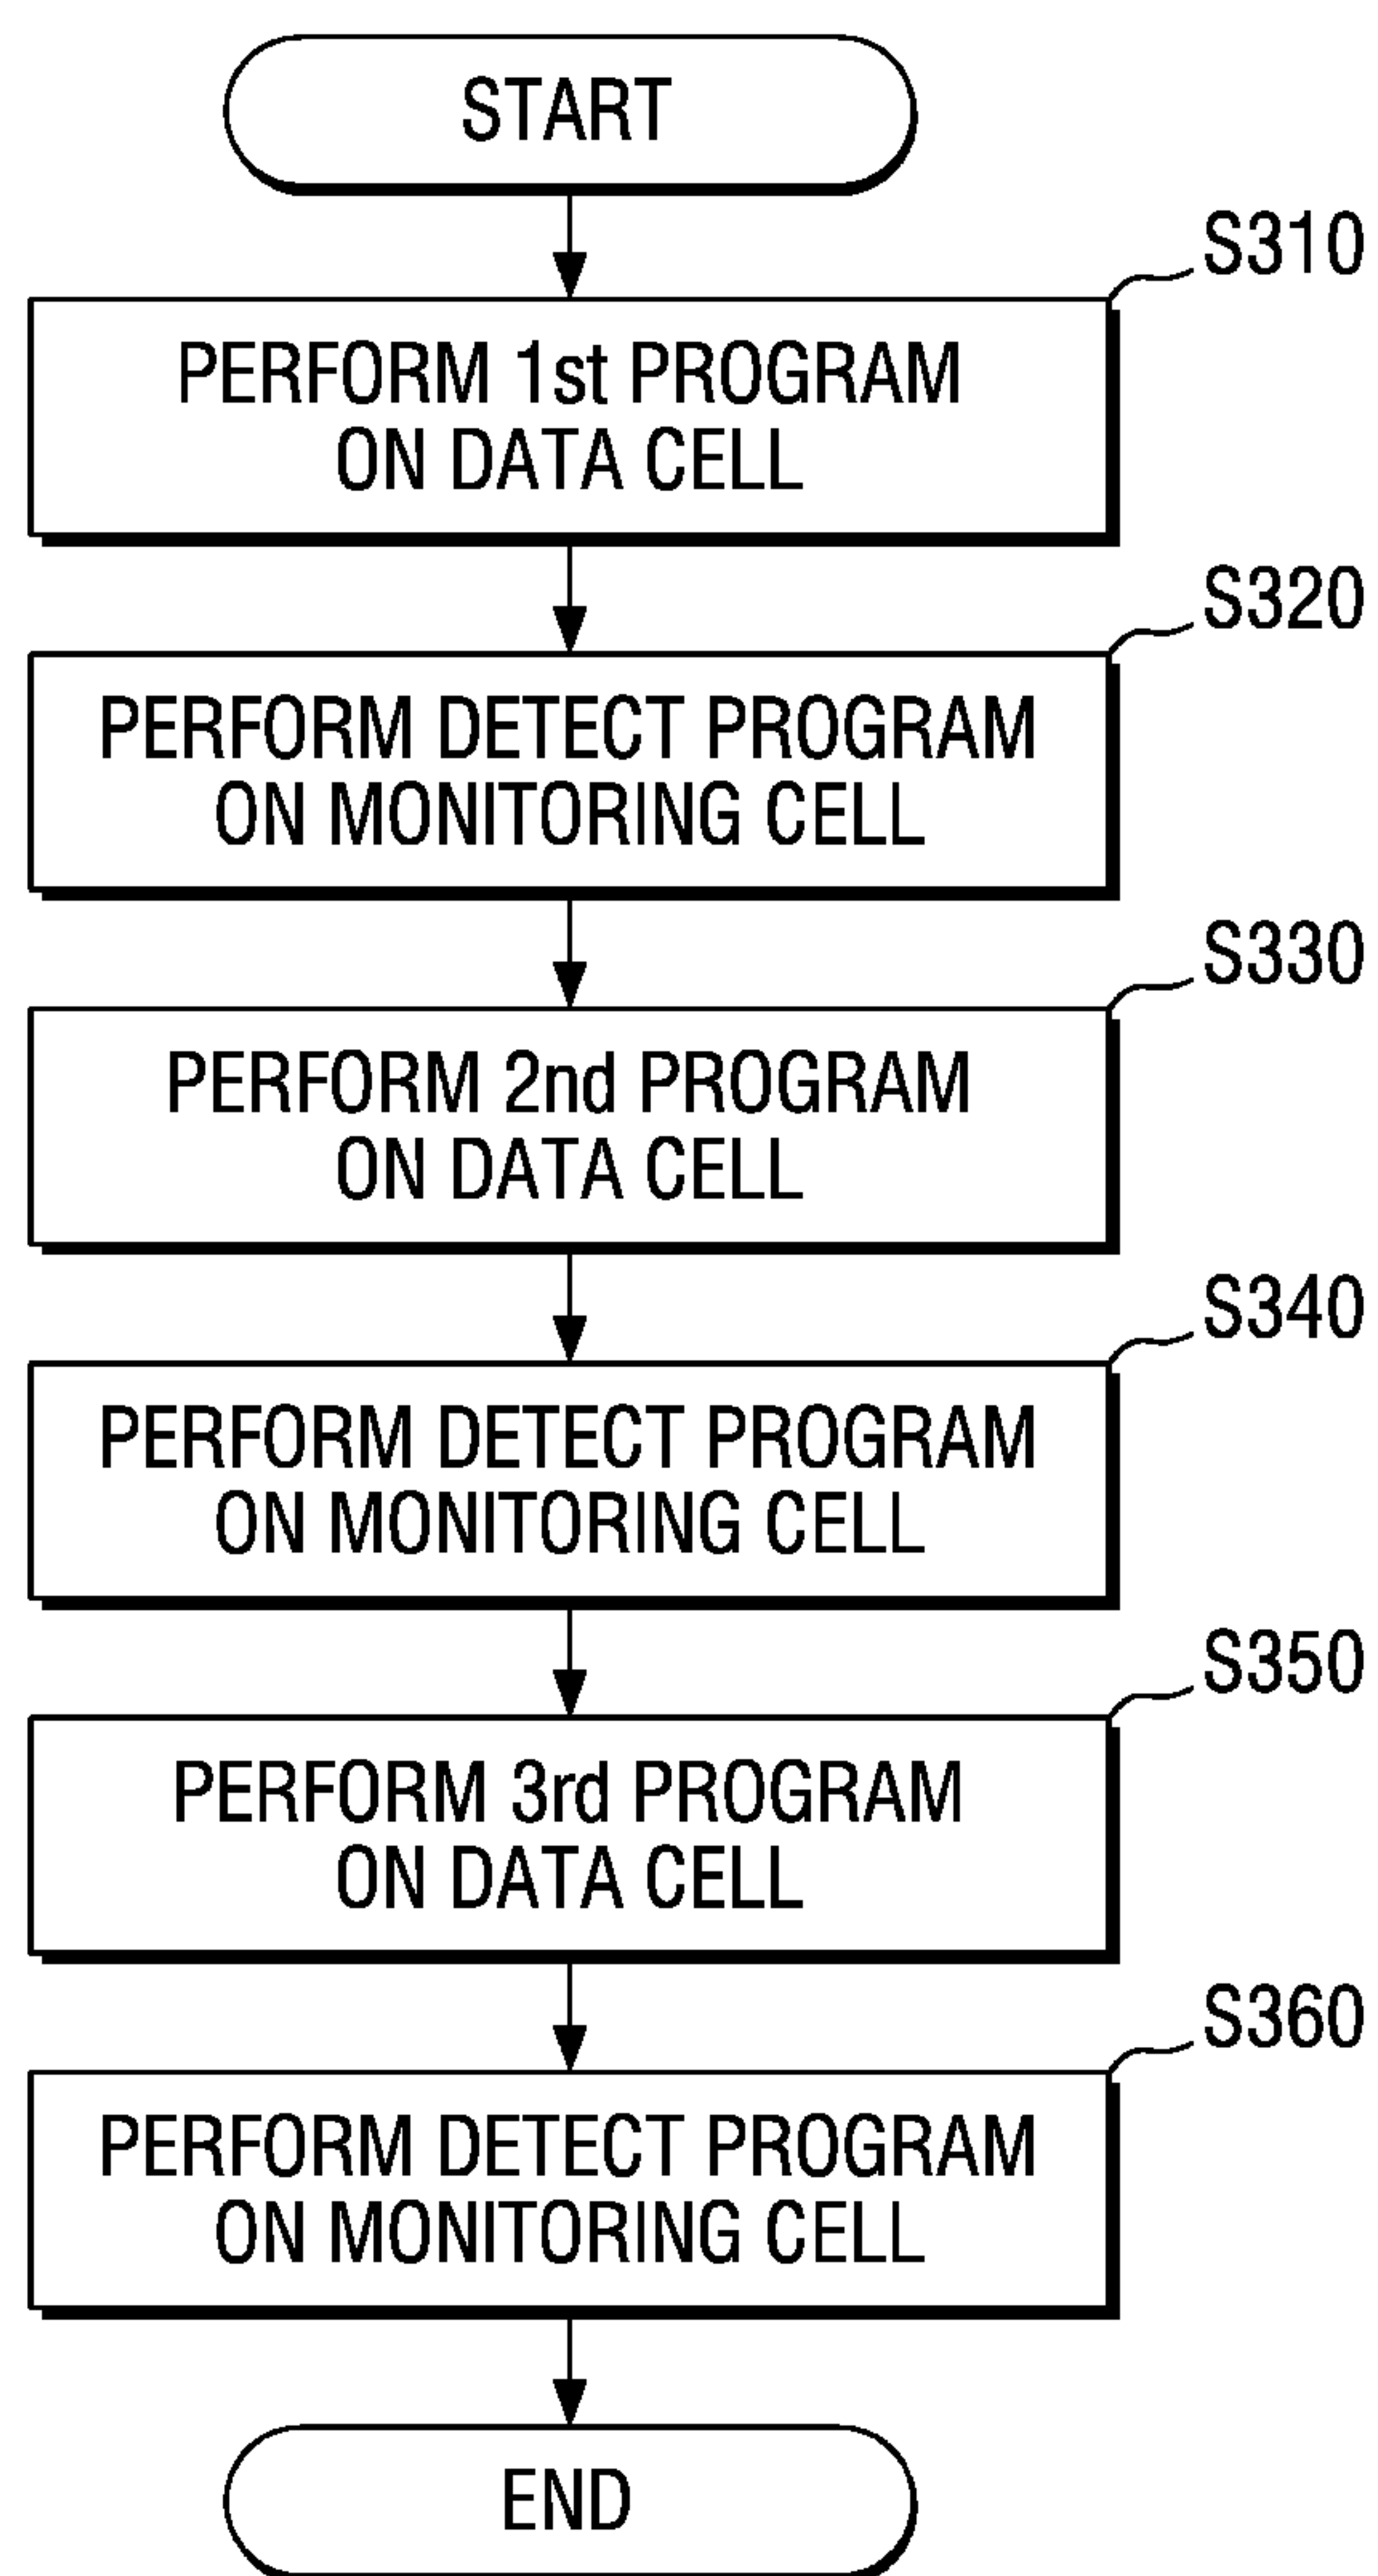 START
S310
PERFORM 1st PROGRAM
ON DATA CELL
S320
PERFORM DETECT PROGRAM
ON MONITORING CELL
S330
PERFORM 2nd PROGRAM
ON DATA CELL
S340
PERFORM DETECT PROGRAM
ON MONITORING CELL
S350
PERFORM 3rd PROGRAM
ON DATA CELL
S360
PERFORM DETECT PROGRAM
ON MONITORING CELL
END